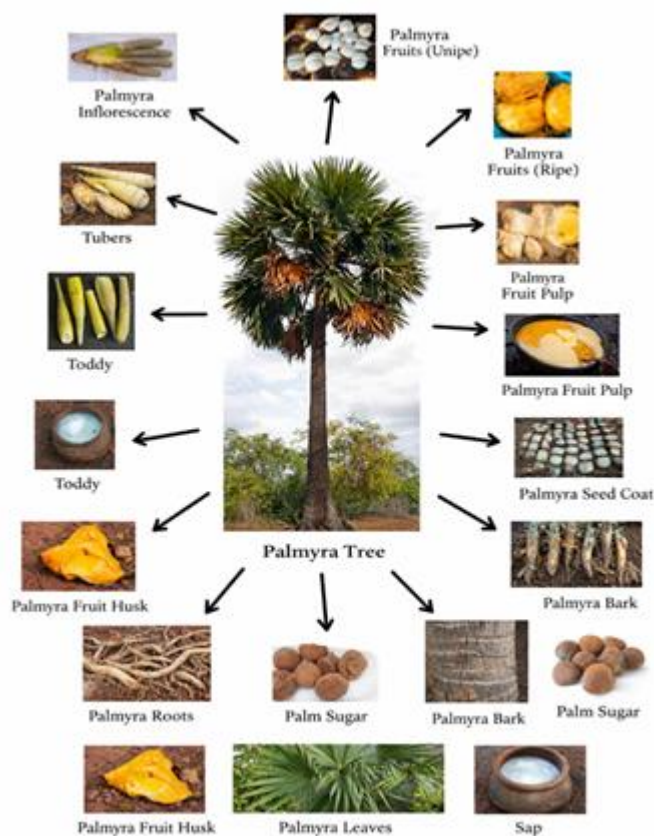 Palmyra
Fruits (Unipe)
Palmyra
Inflorescence
Palmyra
Fruits (Ripe)
Tubers
Palmyra
Fruit Pulp
Toddy
Palmyra Fruit Pulp
Toddy
Palmyra Seed Coat
Palmyra Tree
Palmyra Fruit Husk
Palmyra Bark
Palmyra Roots
Palm Sugar
Palmyra Bark
Palm Sugar
Palmyra Fruit Husk
Palmyra Leaves
Sap